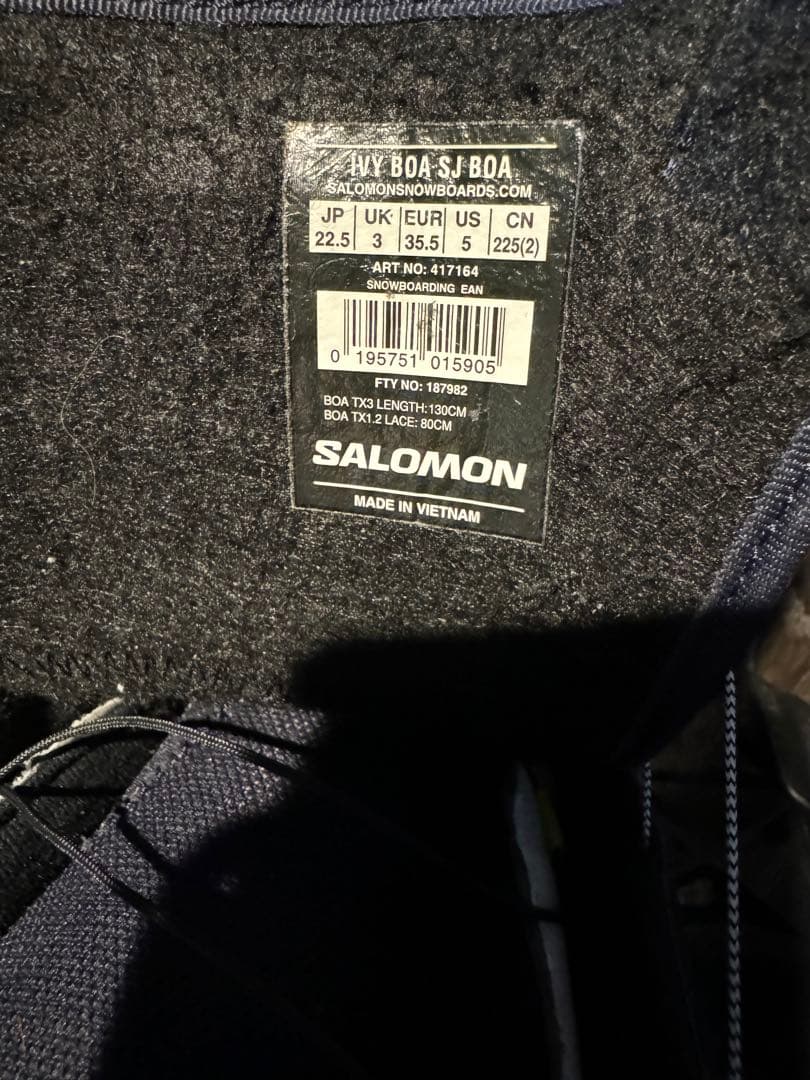 IVY BOA SJ BOA
SALOMONSNOWBOARDS.COM
JP UK EUR US CN
22.5 3 35.5 5 225(2)
ART NO: 417164
SNOWBOARDING EAN
0 195751 015905
FTY NO: 187982
BOA TX3 LENGTH:130CM
BOA TX1.2 LACE: 80CM
SALOMON
MADE IN VIETNAM